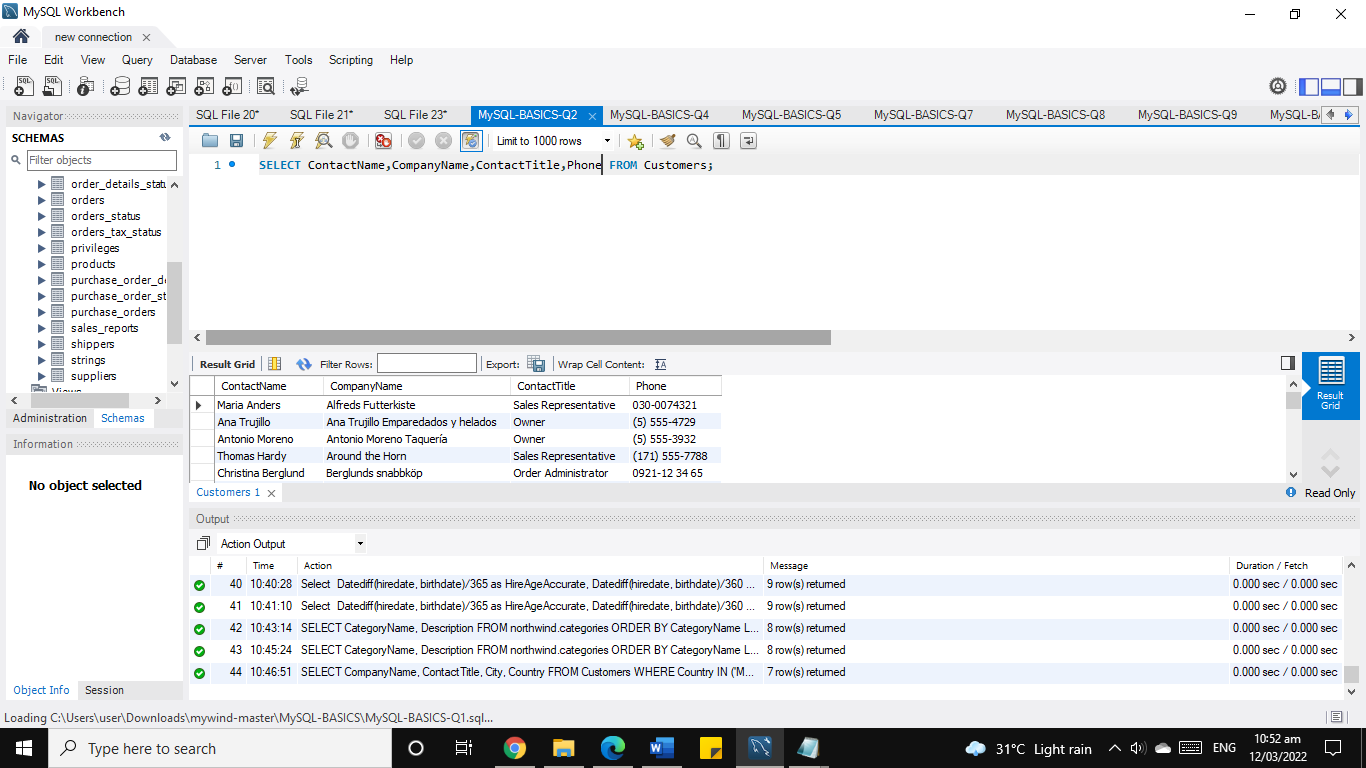 MySQL Workbench
new connection
File Edit View Query Database Server Tools Scripting Help
Navigator
SCHEMAS
Filter objects
order_details_statu
orders
orders_status
orders_tax_status
privileges
products
purchase_order_de
purchase_order_st
purchase_orders
sales_reports
shippers
strings
suppliers
Views
Administration Schemas
Information
No object selected
Object Info Session
SQL File 20* SQL File 21* SQL File 23* MySQL-BASICS-Q2 MySQL-BASICS-Q4 MySQL-BASICS-Q5 MySQL-BASICS-Q7 MySQL-BASICS-Q8 MySQL-BASICS-Q9 MySQL-BA
Limit to 1000 rows
1 SELECT ContactName,CompanyName,ContactTitle,Phone FROM Customers;
Result Grid Filter Rows: Export: Wrap Cell Content:
ContactName CompanyName ContactTitle Phone
Maria Anders Alfreds Futterkiste Sales Representative 030-0074321
Ana Trujillo Ana Trujillo Emparedados y helados Owner (5) 555-4729
Antonio Moreno Antonio Moreno Taquería Owner (5) 555-3932
Thomas Hardy Around the Horn Sales Representative (171) 555-7788
Christina Berglund Berglunds snabbköp Order Administrator 0921-12 34 65
Result
Grid
Customers 1 Read Only
Output
Action Output
# Time Action Message Duration / Fetch
40 10:40:28 Select Datediff(hiredate, birthdate)/365 as HireAgeAccurate, Datediff(hiredate, birthdate)/360 ... 9 row(s) returned 0.000 sec / 0.000 sec
41 10:41:10 Select Datediff(hiredate, birthdate)/365 as HireAgeAccurate, Datediff(hiredate, birthdate)/360 ... 9 row(s) returned 0.000 sec / 0.000 sec
42 10:43:14 SELECT CategoryName, Description FROM northwind.categories ORDER BY CategoryName L... 8 row(s) returned 0.000 sec / 0.000 sec
43 10:45:24 SELECT CategoryName, Description FROM northwind.categories ORDER BY CategoryName L... 8 row(s) returned 0.000 sec / 0.000 sec
44 10:46:51 SELECT CompanyName, ContactTitle, City, Country FROM Customers WHERE Country IN ('M... 7 row(s) returned 0.000 sec / 0.000 sec
Loading C:\Users\user\Downloads\mywind-master\MySQL-BASICS\MySQL-BASICS-Q1.sql...
Type here to search
31°C Light rain
ENG
10:52 am
12/03/2022